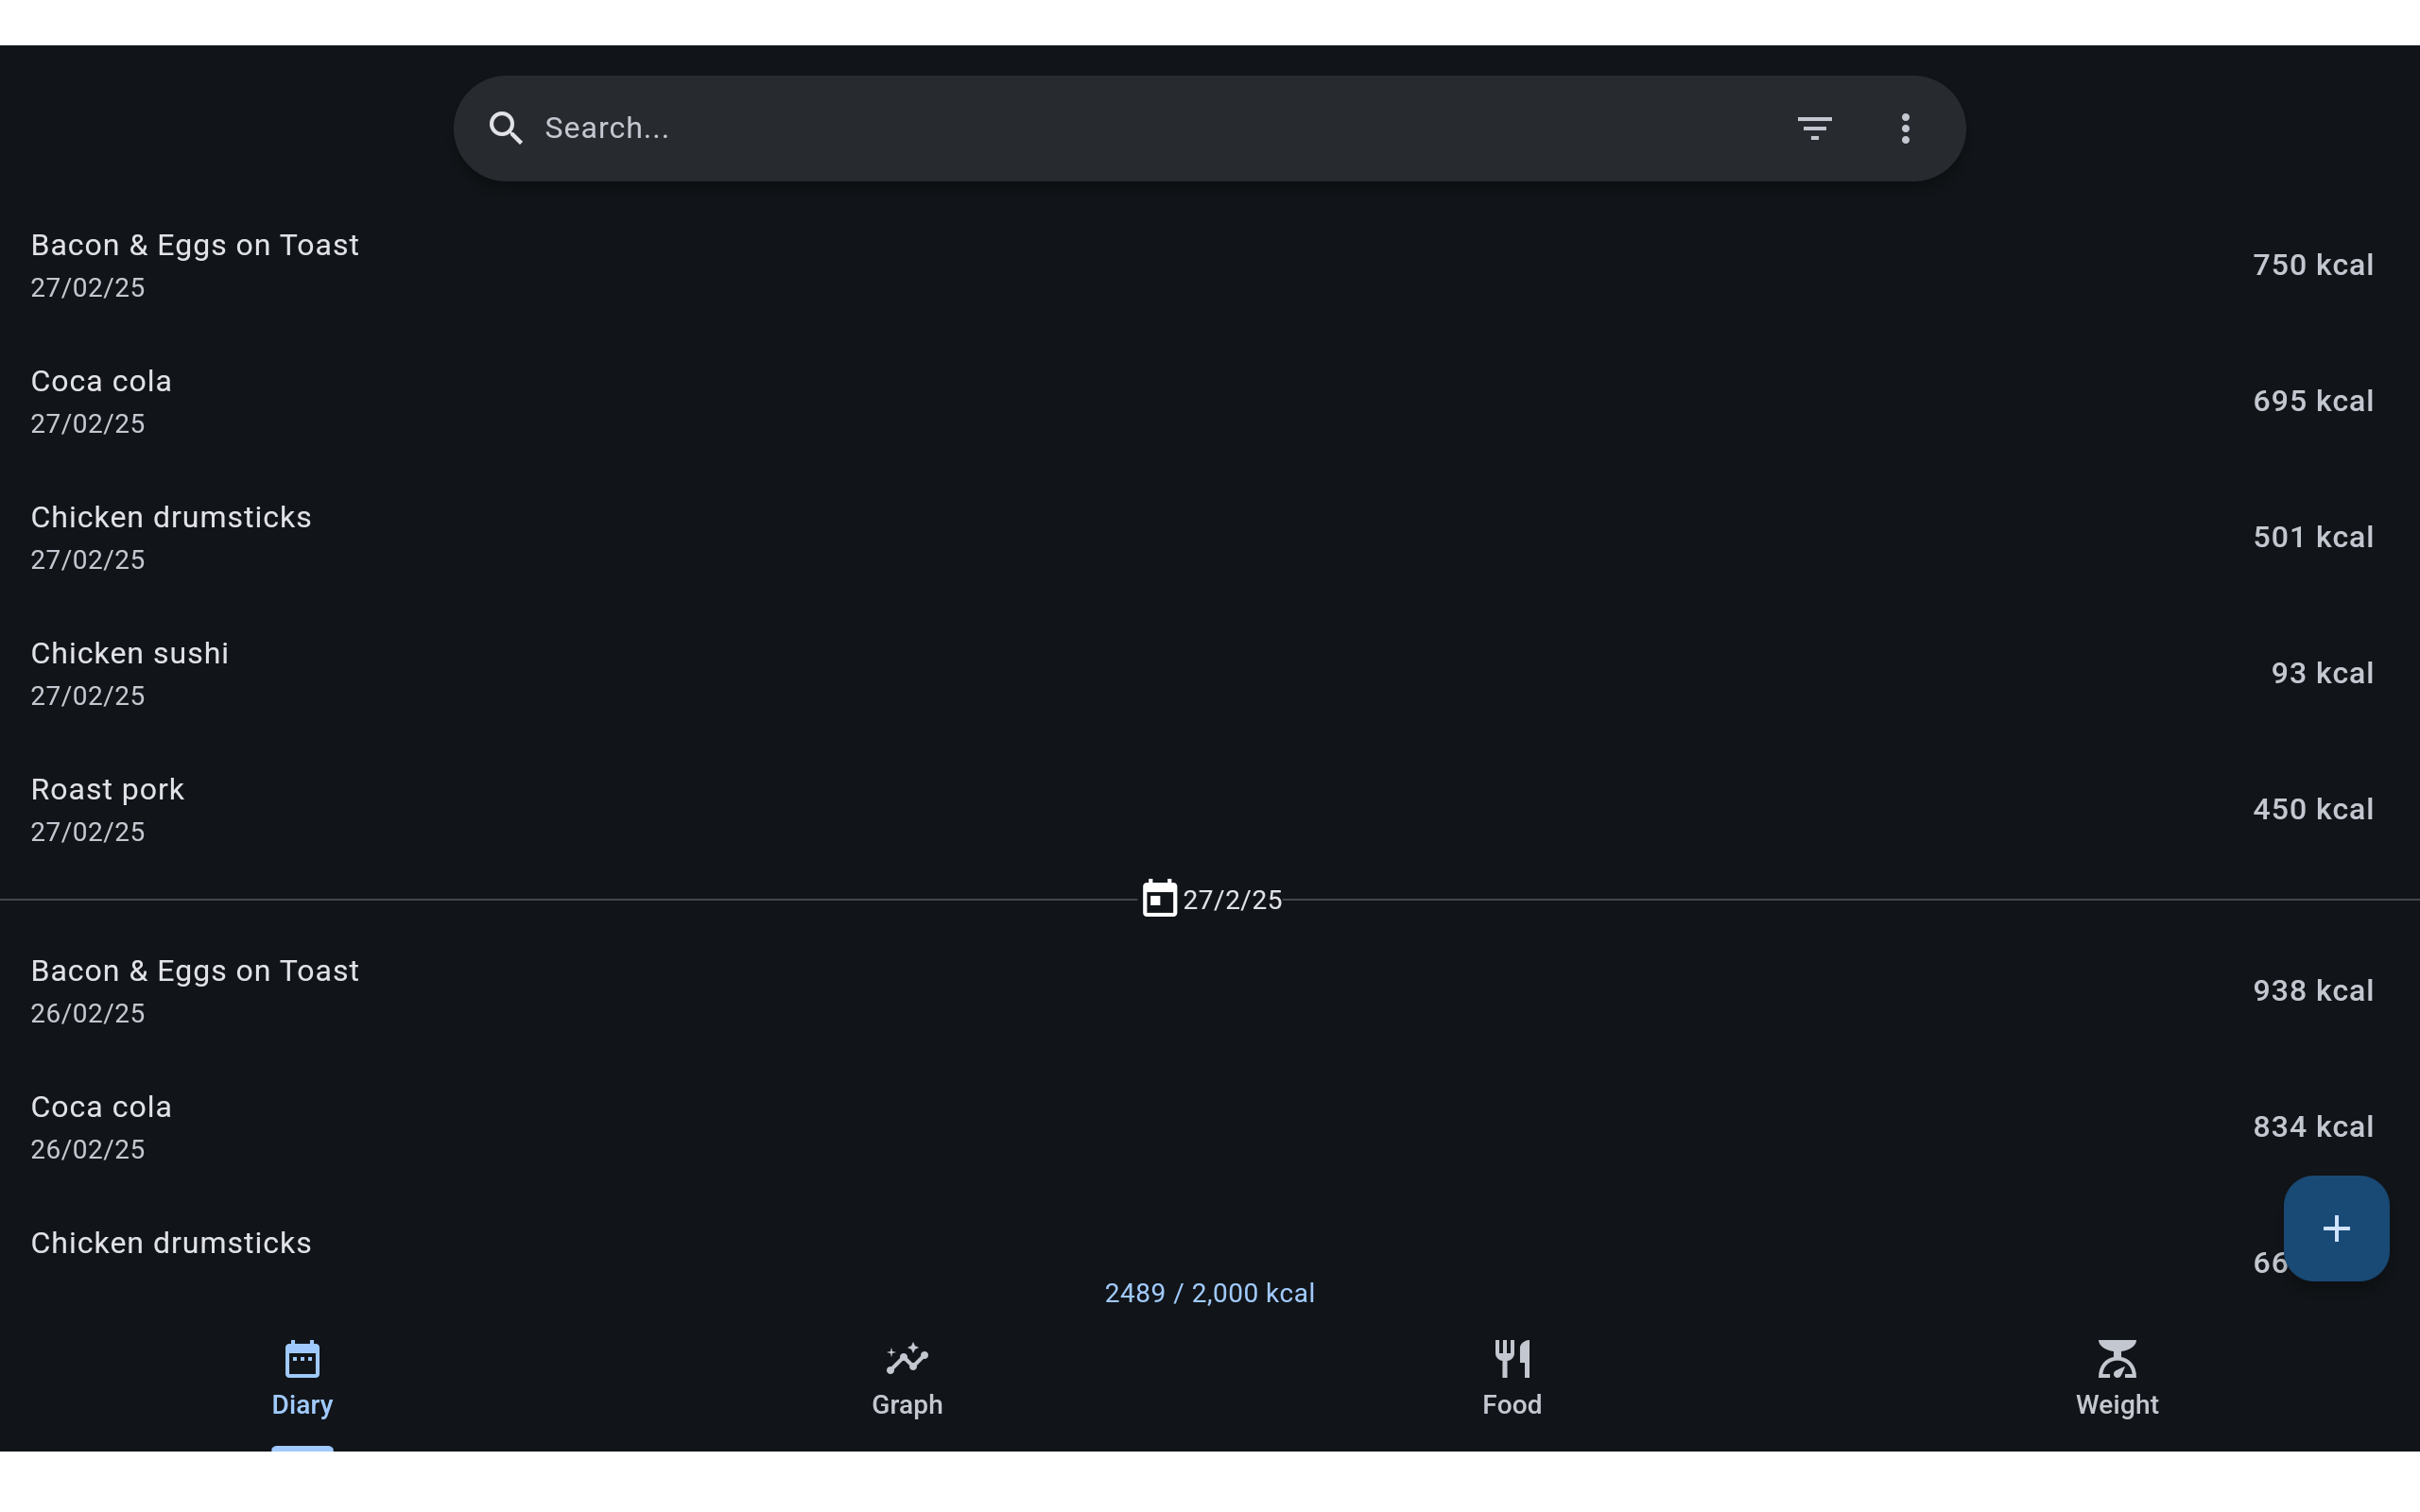 Search...
Bacon & Eggs on Toast
27/02/25
750 kcal
Coca cola
27/02/25
695 kcal
Chicken drumsticks
27/02/25
501 kcal
Chicken sushi
27/02/25
93 kcal
Roast pork
27/02/25
450 kcal
27/2/25
Bacon & Eggs on Toast
26/02/25
938 kcal
Coca cola
26/02/25
834 kcal
Chicken drumsticks
2489 / 2,000 kcal
Diary
Graph
Food
Weight